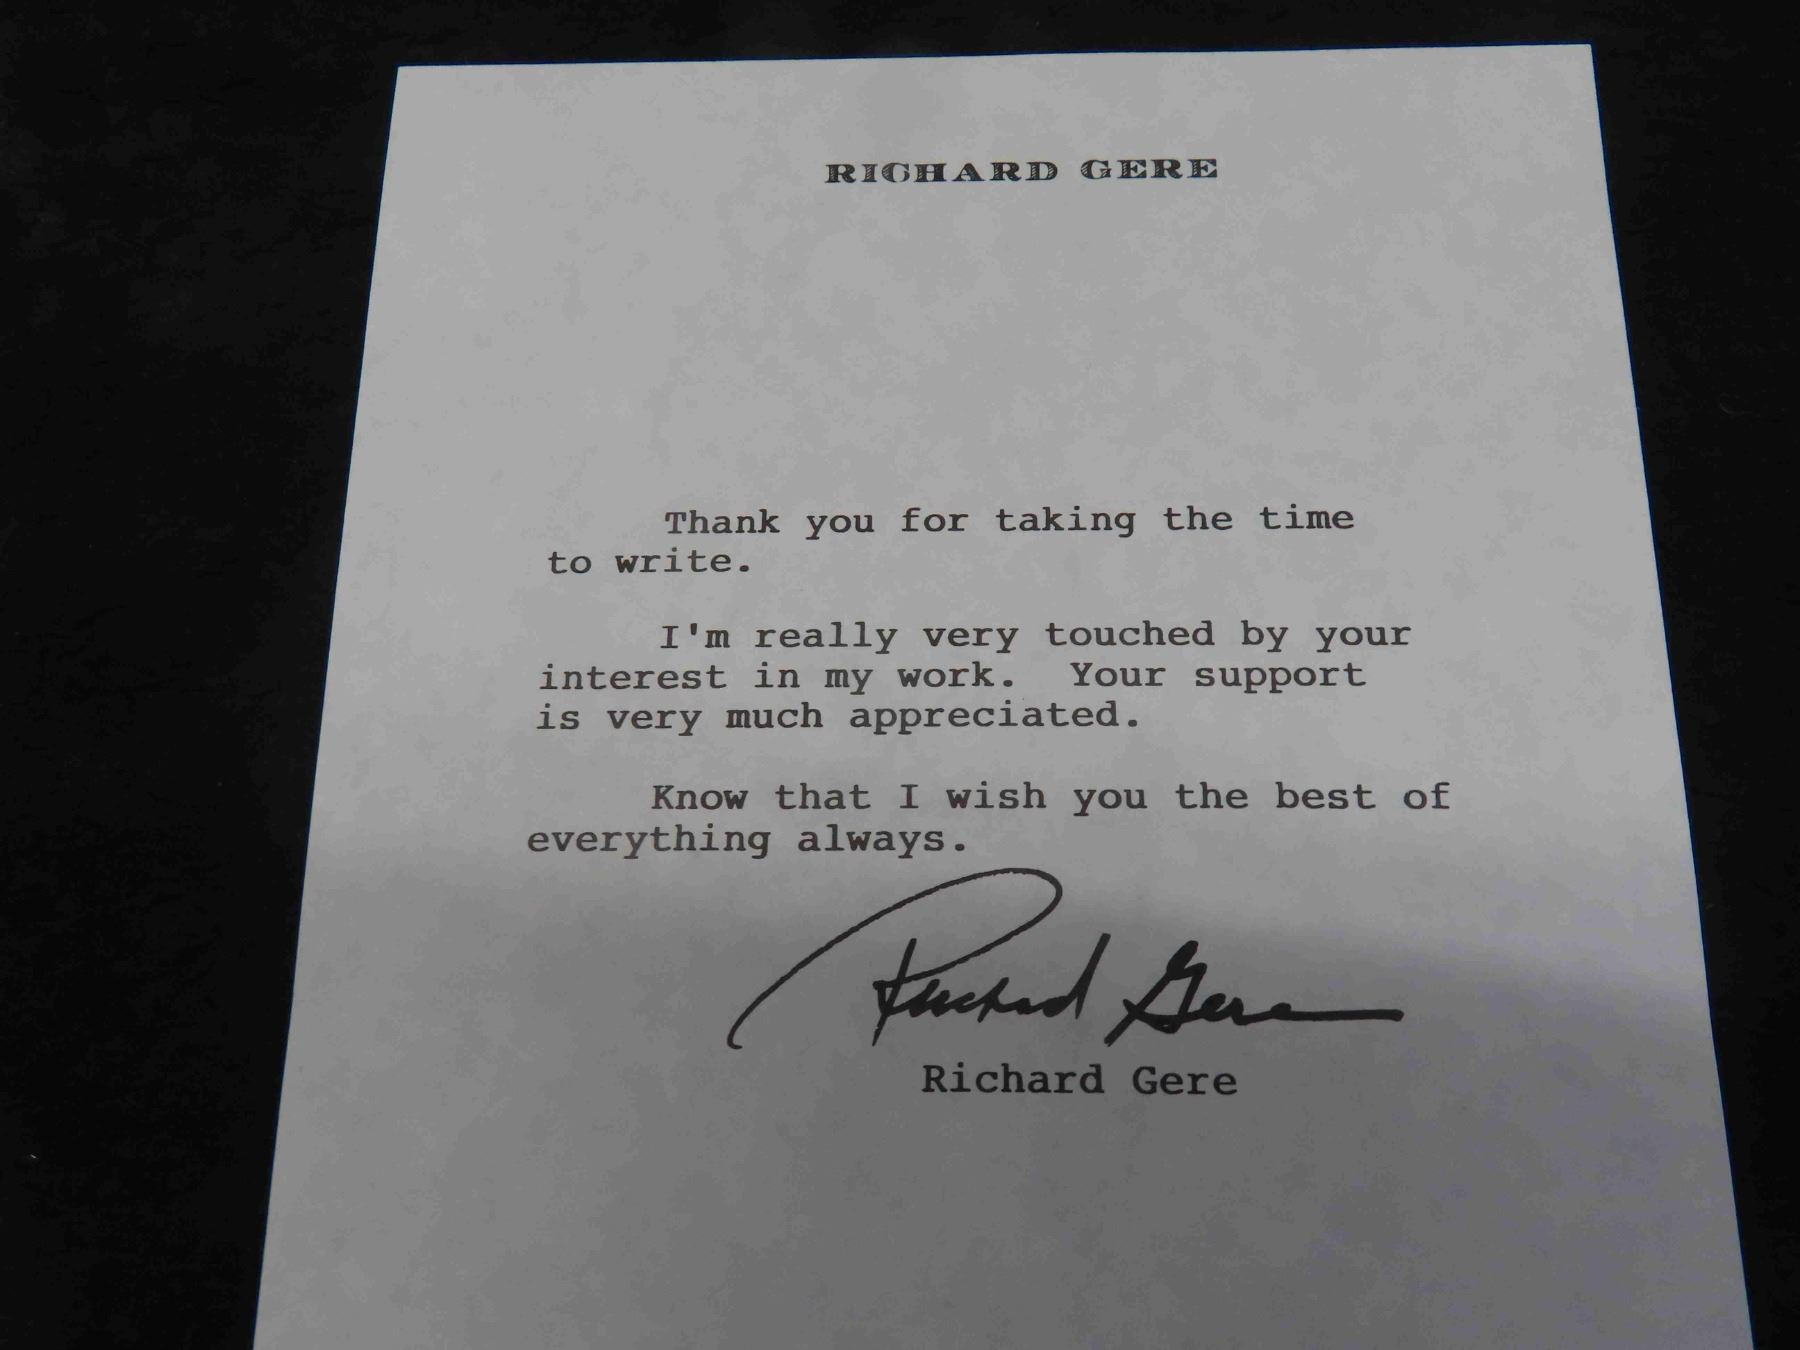 RICHARD GERE
Thank you for taking the time
to write.
I'm really very touched by your
interest in my work.  Your support
is very much appreciated.
Know that I wish you the best of
everything always.
Richard Gere
Richard Gere